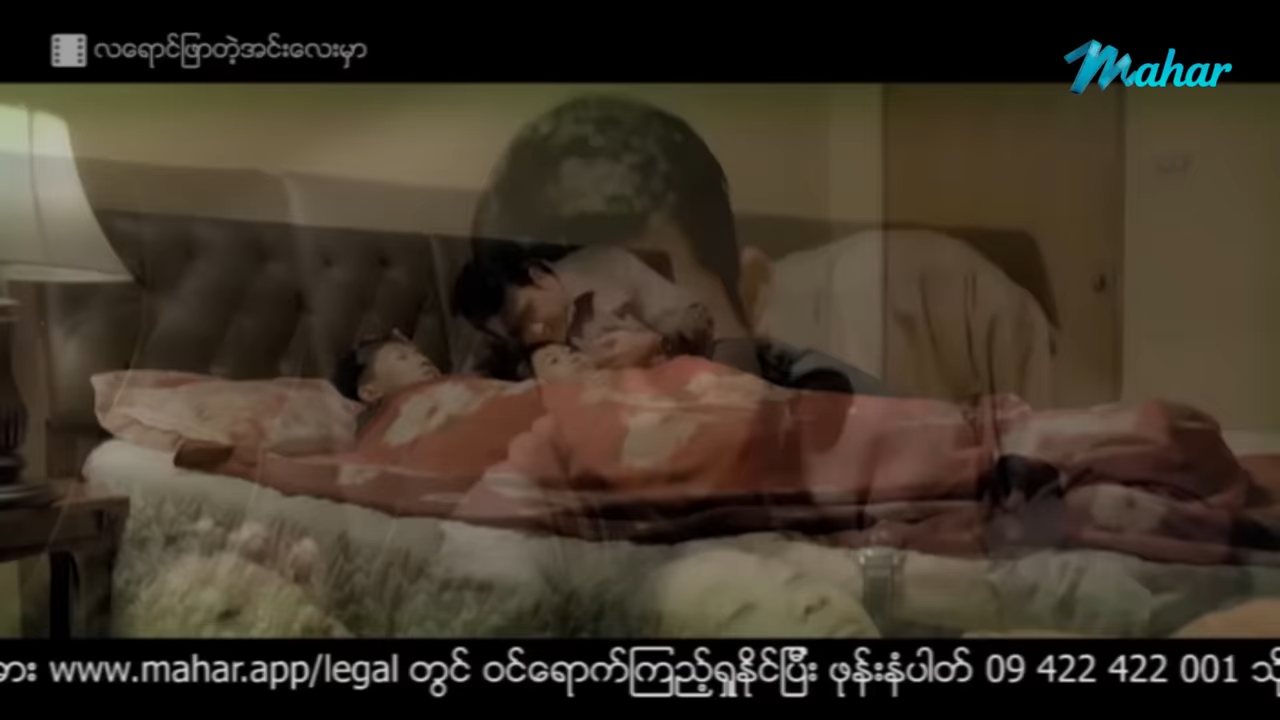 လရောင်ဖြာတဲ့အင်းလေးမှာ
Mahar
www.mahar.app/legal တွင် ဝင်ရောက်ကြည့်ရှုနိုင်ပြီး ဖုန်းနံပါတ် 09 422 422 001